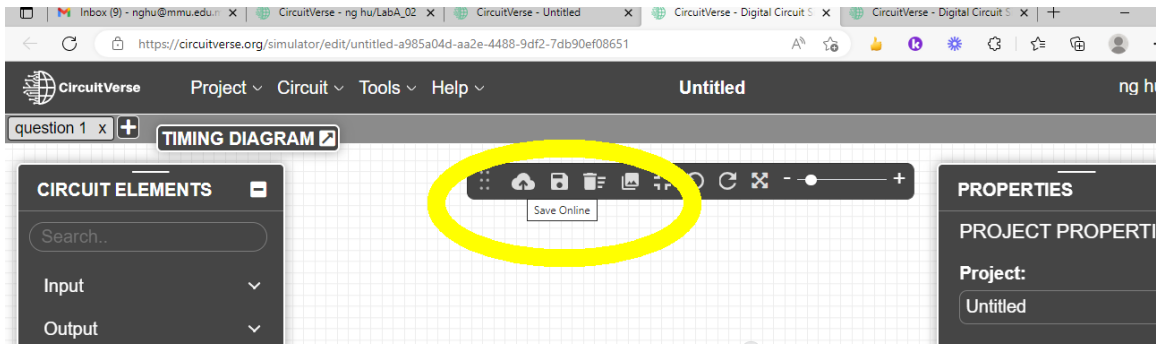 Inbox (9) - nghu@mmu.edu.m x CircuitVerse - ng hu/LabA_02 x CircuitVerse - Untitled x CircuitVerse - Digital Circuit S x CircuitVerse - Digital Circuit S x +
https://circuitverse.org/simulator/edit/untitled-a985a04d-aa2e-4488-9df2-7db90ef08651
CircuitVerse Project Circuit Tools Help Untitled ng hu
question 1 x +
TIMING DIAGRAM
CIRCUIT ELEMENTS
- +
Save Online
PROPERTIES
Search..
PROJECT PROPERTI
Input
Project:
Output
Untitled